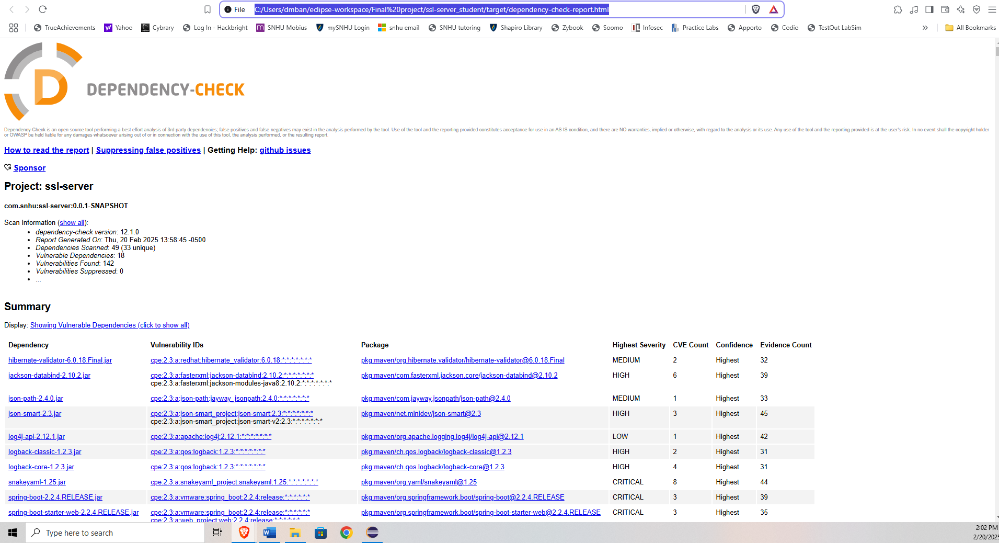 File C:/Users/dmban/eclipse-workspace/Final%20project/ssl-server_student/target/dependency-check-report.html
TrueAchievements Yahoo Cybrary Log In - Hackbright SNHU Mobius mySNHU Login snhu email SNHU tutoring Shapiro Library Zybook Soomo Infosec Practice Labs Apporto Codio TestOut LabSim » All Bookmarks
D
DEPENDENCY-CHECK
Dependency-Check is an open source tool performing a best effort analysis of 3rd party dependencies; false positives and false negatives may exist in the analysis performed by the tool. Use of the tool and the reporting provided constitutes acceptance for use in an AS IS condition, and there are NO warranties, implied or otherwise, with regard to the analysis or its use. Any use of the tool and the reporting provided is at the user's risk. In no event shall the copyright holder
or OWASP be held liable for any damages whatsoever arising out of or in connection with the use of this tool, the analysis performed, or the resulting report.
How to read the report | Suppressing false positives | Getting Help: github issues
Sponsor
Project: ssl-server
com.snhu:ssl-server:0.0.1-SNAPSHOT
Scan Information (show all):
• dependency-check version: 12.1.0
• Report Generated On: Thu, 20 Feb 2025 13:58:45 -0500
• Dependencies Scanned: 49 (33 unique)
• Vulnerable Dependencies: 18
• Vulnerabilities Found: 142
• Vulnerabilities Suppressed: 0
• ...
Summary
Display: Showing Vulnerable Dependencies (click to show all)
Dependency Vulnerability IDs Package Highest Severity CVE Count Confidence Evidence Count
hibernate-validator-6.0.18.Final.jar cpe:2.3:a:redhat:hibernate_validator:6.0.18:*:*:*:*:*:*:* pkg:maven/org.hibernate.validator/hibernate-validator@6.0.18.Final MEDIUM 2 Highest 32
jackson-databind-2.10.2.jar cpe:2.3:a:fasterxml:jackson-databind:2.10.2:*:*:*:*:*:*:* pkg:maven/com.fasterxml.jackson.core/jackson-databind@2.10.2 HIGH 6 Highest 39
cpe:2.3:a:fasterxml:jackson-modules-java8:2.10.2:*:*:*:*:*:*:*
json-path-2.4.0.jar cpe:2.3:a:json-path:jayway_jsonpath:2.4.0:*:*:*:*:*:*:* pkg:maven/com.jayway.jsonpath/json-path@2.4.0 MEDIUM 1 Highest 33
json-smart-2.3.jar cpe:2.3:a:json-smart_project:json-smart:2.3:*:*:*:*:*:*:* pkg:maven/net.minidev/json-smart@2.3 HIGH 3 Highest 45
cpe:2.3:a:json-smart_project:json-smart-v2:2.3:*:*:*:*:*:*:*
log4j-api-2.12.1.jar cpe:2.3:a:apache:log4j:2.12.1:*:*:*:*:*:*:* pkg:maven/org.apache.logging.log4j/log4j-api@2.12.1 LOW 1 Highest 42
logback-classic-1.2.3.jar cpe:2.3:a:qos:logback:1.2.3:*:*:*:*:*:*:* pkg:maven/ch.qos.logback/logback-classic@1.2.3 HIGH 2 Highest 31
logback-core-1.2.3.jar cpe:2.3:a:qos:logback:1.2.3:*:*:*:*:*:*:* pkg:maven/ch.qos.logback/logback-core@1.2.3 HIGH 4 Highest 31
snakeyaml-1.25.jar cpe:2.3:a:snakeyaml_project:snakeyaml:1.25:*:*:*:*:*:*:* pkg:maven/org.yaml/snakeyaml@1.25 CRITICAL 8 Highest 44
spring-boot-2.2.4.RELEASE.jar cpe:2.3:a:vmware:spring_boot:2.2.4:release:*:*:*:*:*:* pkg:maven/org.springframework.boot/spring-boot@2.2.4.RELEASE CRITICAL 3 Highest 39
spring-boot-starter-web-2.2.4.RELEASE.jar cpe:2.3:a:vmware:spring_boot:2.2.4:release:*:*:*:*:*:* pkg:maven/org.springframework.boot/spring-boot-starter-web@2.2.4.RELEASE CRITICAL 3 Highest 35
cpe:2.3:a:web_project:web:2.2.4:release:*:*:*:*:*:*
Type here to search
2:02 PM
2/20/2025